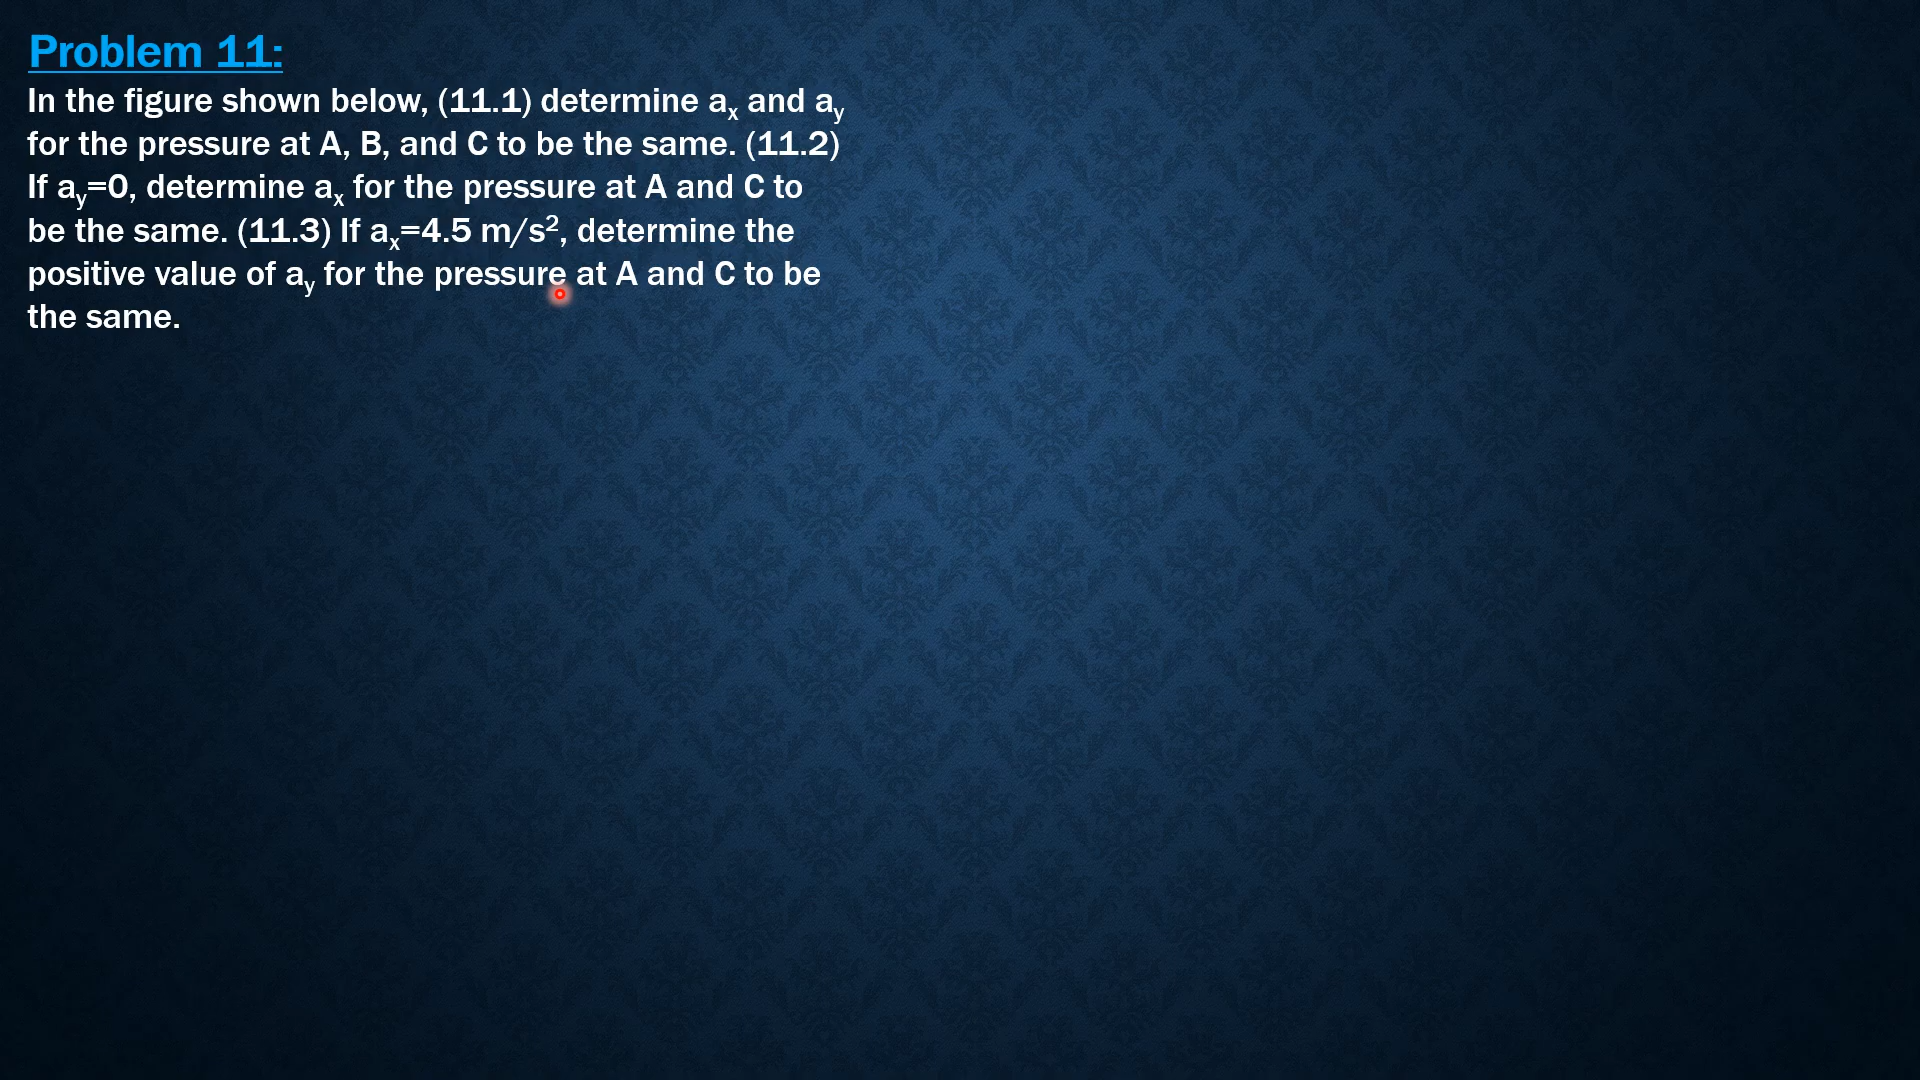 Problem 11:
In the figure shown below, (11.1) determine aₓ and aᵧ
for the pressure at A, B, and C to be the same. (11.2)
If aᵧ=0, determine aₓ for the pressure at A and C to
be the same. (11.3) If aₓ=4.5 m/s², determine the
positive value of aᵧ for the pressure at A and C to be
the same.